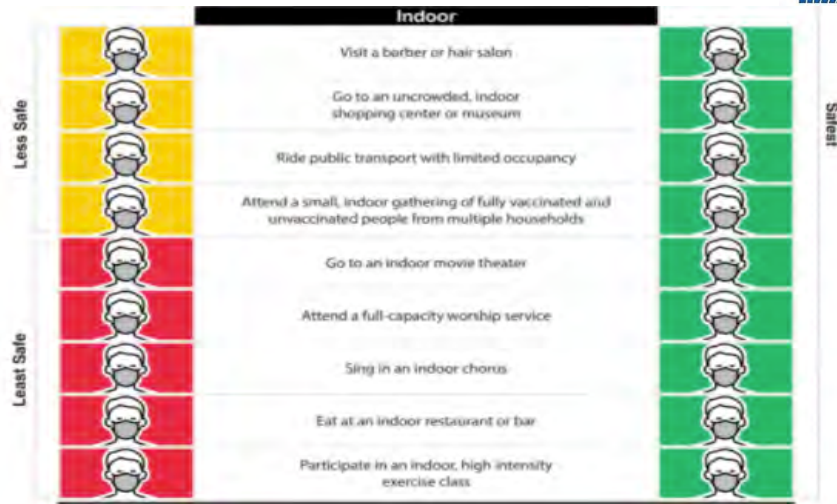 Indoor
Less Safe
Safest
Visit a barber or hair salon
Go to an uncrowded, indoor
shopping center or museum
Ride public transport with limited occupancy
Attend a small, indoor gathering of fully vaccinated and
unvaccinated people from multiple households
Least Safe
Go to an indoor movie theater
Attend a full-capacity worship service
Sing in an indoor chorus
Eat at an indoor restaurant or bar
Participate in an indoor, high intensity
exercise class